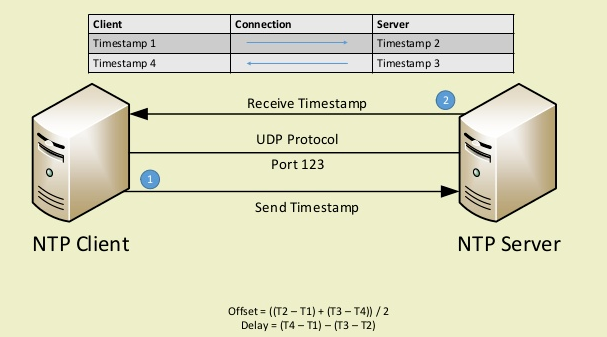 Client Connection Server
Timestamp 1 Timestamp 2
Timestamp 4 Timestamp 3
Receive Timestamp 2
UDP Protocol
Port 123
1
Send Timestamp
NTP Client NTP Server
Offset = ((T2 – T1) + (T3 – T4)) / 2
Delay = (T4 – T1) – (T3 – T2)